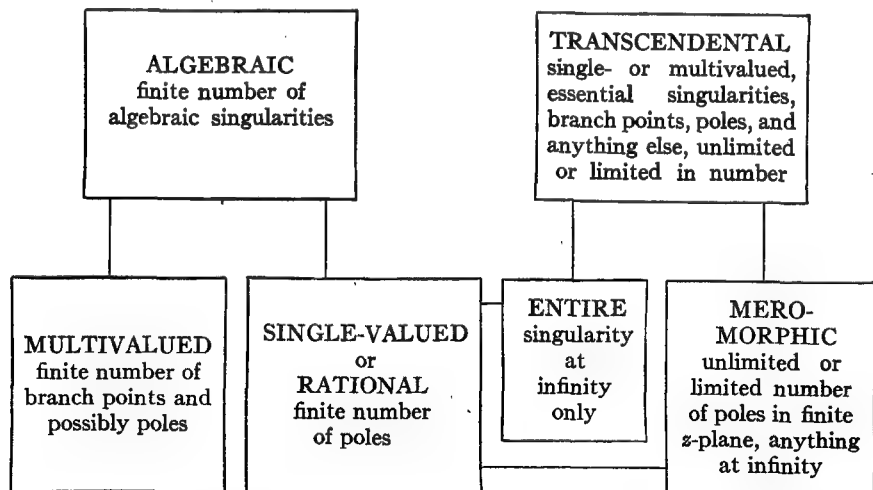 ALGEBRAIC
finite number of
algebraic singularities
TRANSCENDENTAL
single- or multivalued,
essential singularities,
branch points, poles, and
anything else, unlimited
or limited in number
MULTIVALUED
finite number of
branch points and
possibly poles
SINGLE-VALUED
or
RATIONAL
finite number
of poles
ENTIRE
singularity
at
infinity
only
MERO-
MORPHIC
unlimited or
limited number
of poles in finite
z-plane, anything
at infinity